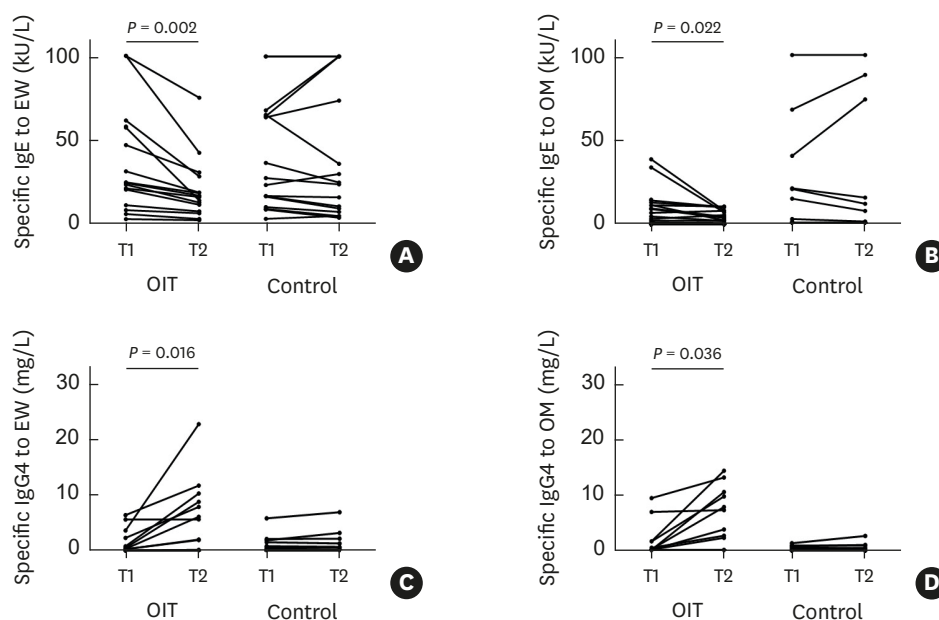 Specific IgE to EW (kU/L)
P = 0.002
100
50
0
T1 T2 T1 T2
OIT Control
A
Specific IgE to OM (kU/L)
P = 0.022
100
50
0
T1 T2 T1 T2
OIT Control
B
Specific IgG4 to EW (mg/L)
P = 0.016
30
20
10
0
T1 T2 T1 T2
OIT Control
C
Specific IgG4 to OM (mg/L)
P = 0.036
30
20
10
0
T1 T2 T1 T2
OIT Control
D